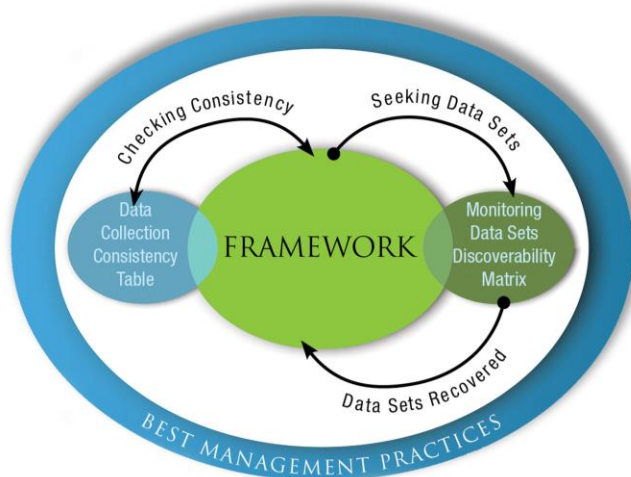 Checking Consistency
Seeking Data Sets
Data
Collection
Consistency
Table
FRAMEWORK
Monitoring
Data Sets
Discoverability
Matrix
Data Sets Recovered
BEST MANAGEMENT PRACTICES